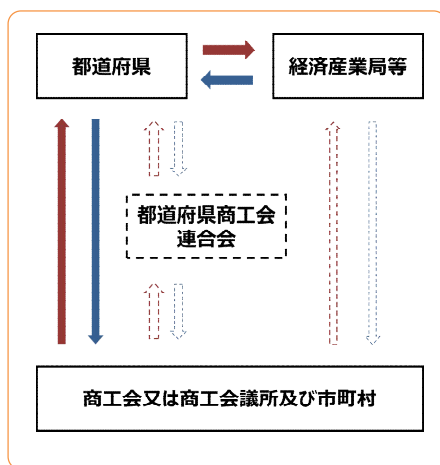 都道府県
経済産業局等
都道府県商工会
連合会
商工会又は商工会議所及び市町村